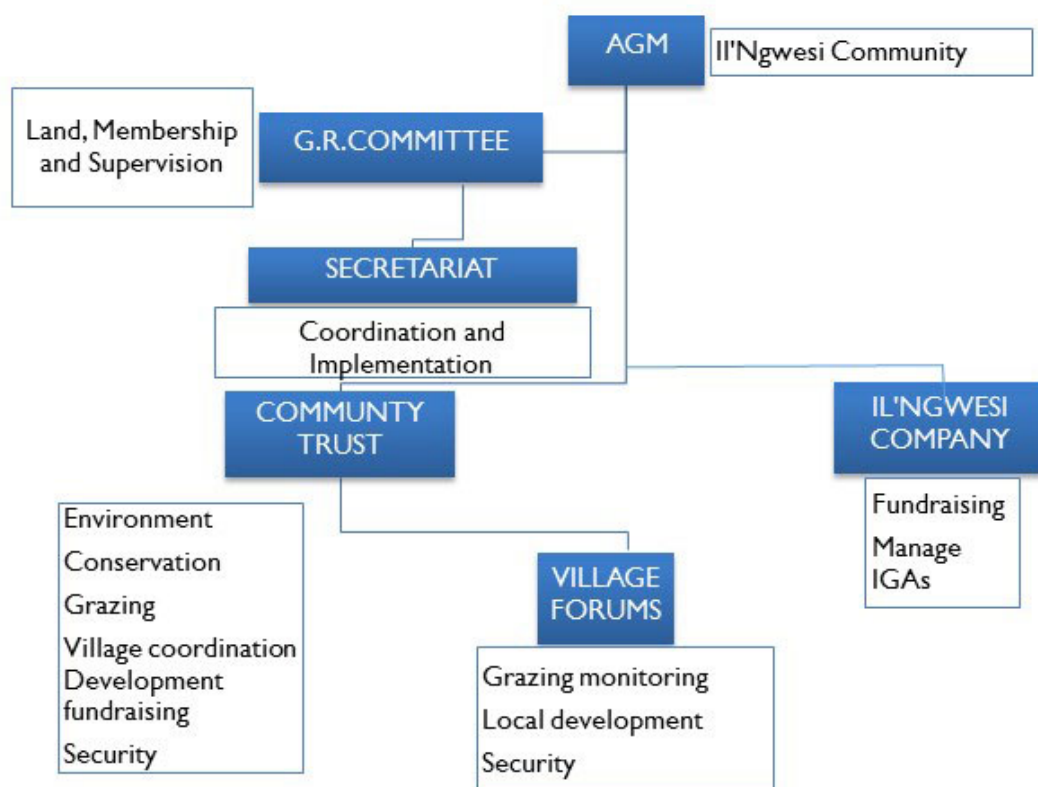 AGM
Il'Ngwesi Community
G.R.COMMITTEE
Land, Membership
and Supervision
SECRETARIAT
Coordination and
Implementation
COMMUNTY
TRUST
IL'NGWESI
COMPANY
Environment
Conservation
Grazing
Village coordination
Development
fundraising
Security
Fundraising
Manage
IGAs
VILLAGE
FORUMS
Grazing monitoring
Local development
Security